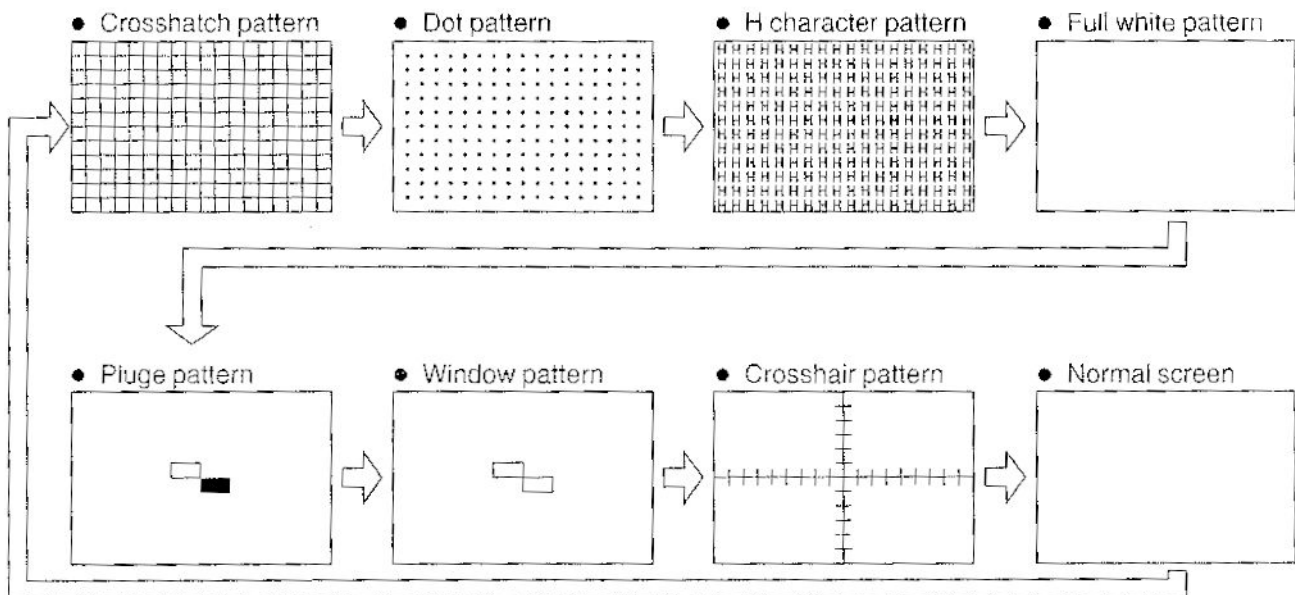 ● Crosshatch pattern
● Dot pattern
● H character pattern
● Full white pattern
● Pluge pattern
● Window pattern
● Crosshair pattern
● Normal screen